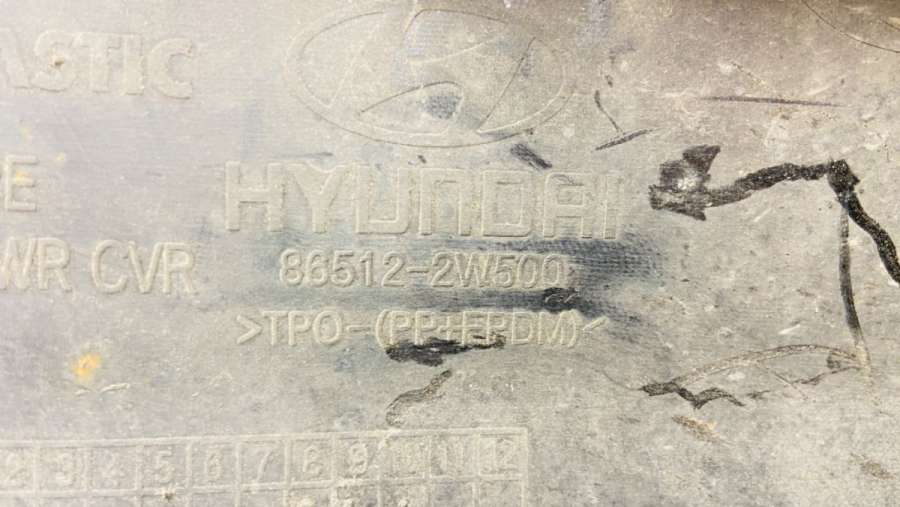 ASTIC
HYUNDAI
E
WR CVR
86512-2W500
>TPO-(PP+EPDM)<
2 3 4 5 6 7 8 9 10 11 12